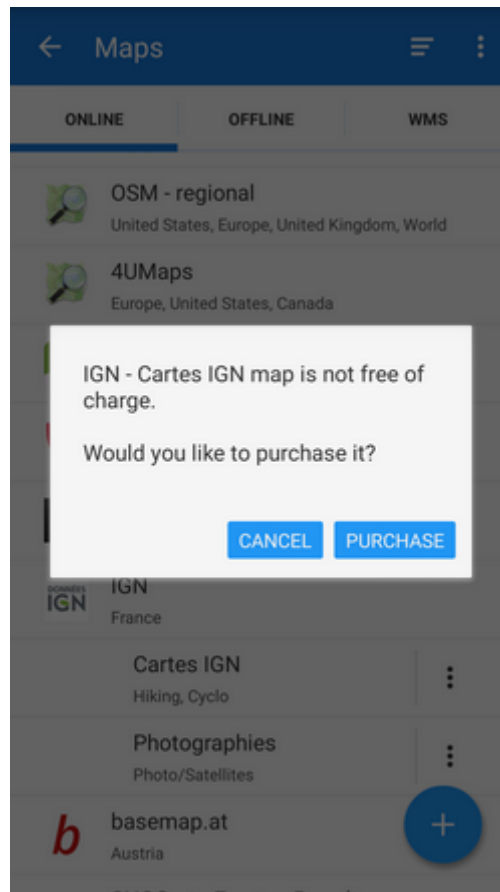 Maps
ONLINE OFFLINE WMS
OSM - regional
United States, Europe, United Kingdom, World
4UMaps
Europe, United States, Canada
IGN - Cartes IGN map is not free of
charge.
Would you like to purchase it?
CANCEL PURCHASE
DONNÉES
IGN
IGN
France
Cartes IGN
Hiking, Cyclo
Photographies
Photo/Satellites
b
basemap.at
Austria